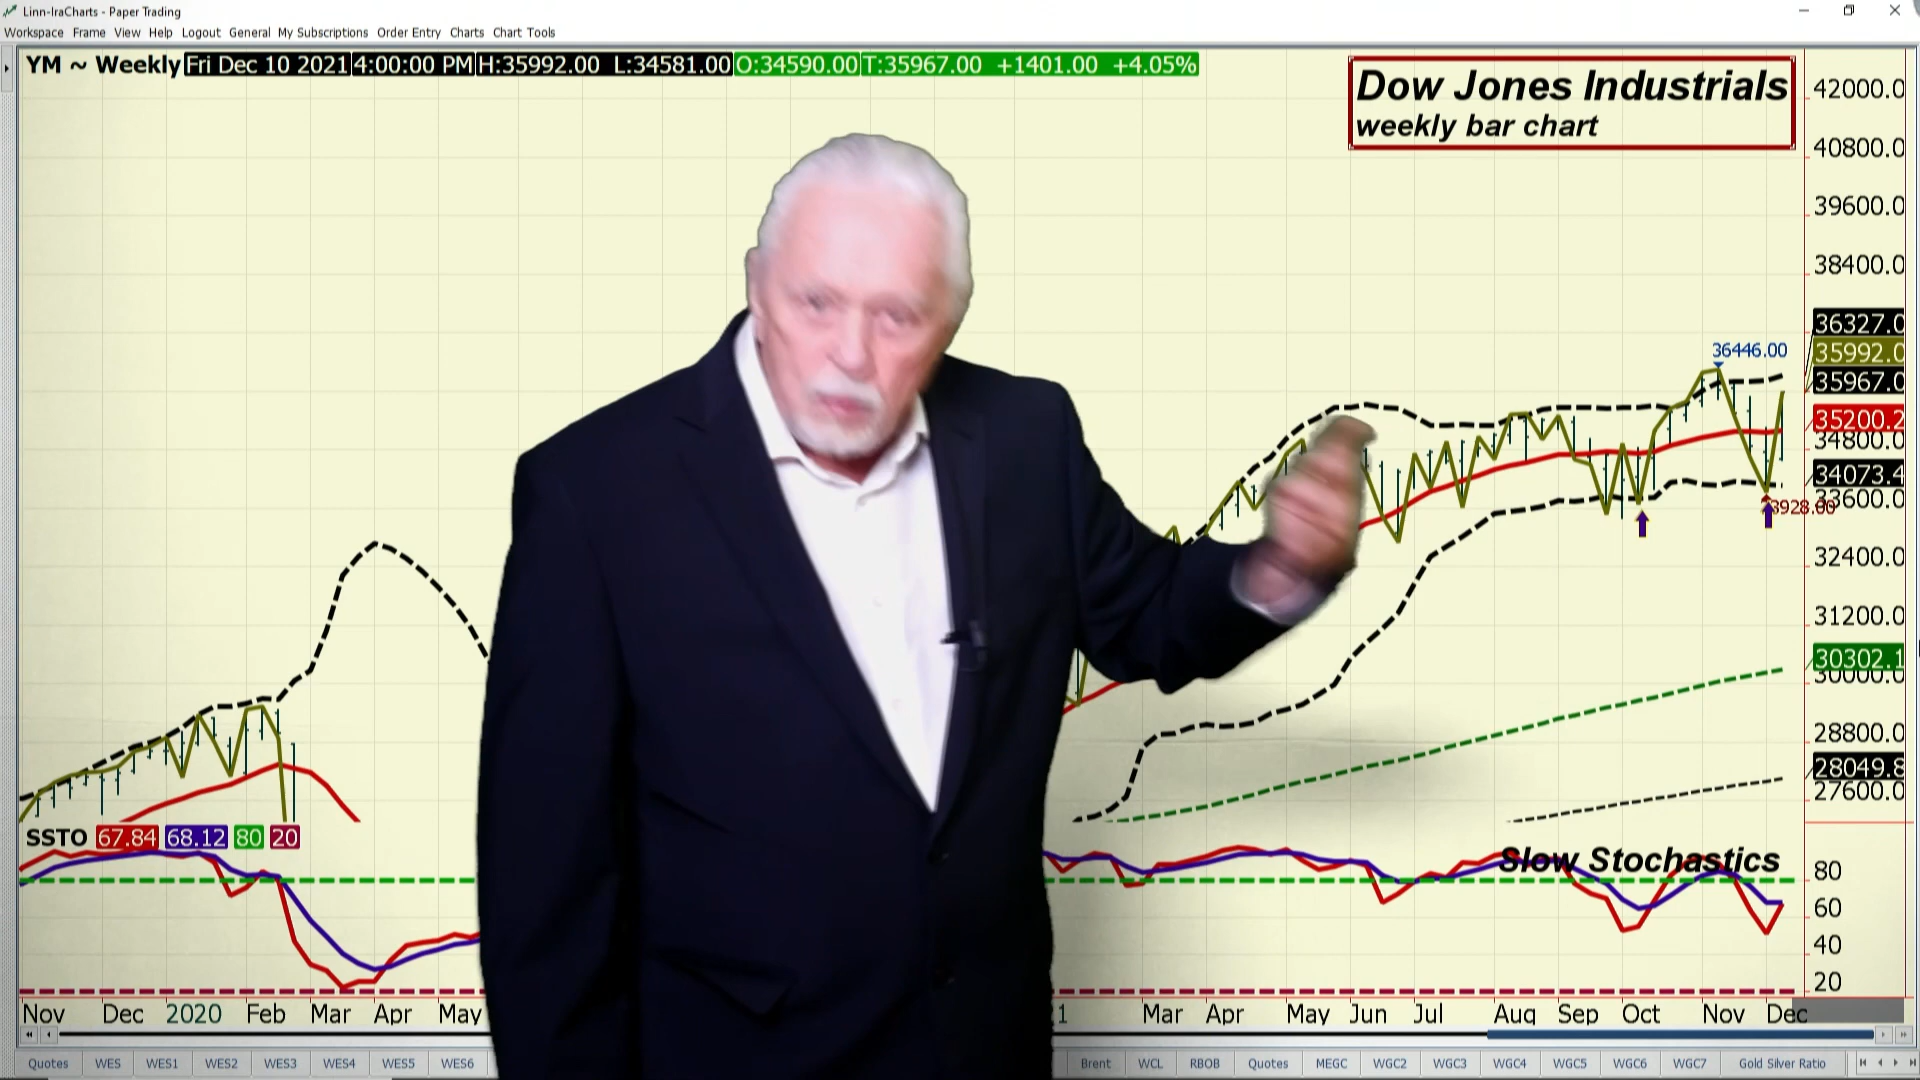 Linn-IraCharts - Paper Trading
Workspace Frame View Help Logout General My Subscriptions Order Entry Charts Chart Tools
YM ~ Weekly Fri Dec 10 2021 4:00:00 PM H:35992.00 L:34581.00 O:34590.00 T:35967.00 +1401.00 +4.05%
Dow Jones Industrials
weekly bar chart
42000.0
40800.0
39600.0
38400.0
36327.0
36446.00
35992.0
35967.0
35200.2
34800.0
34073.4
33600.0
3928.00
32400.0
31200.0
30302.1
30000.0
28800.0
28049.8
27600.0
SSTO 67.84 68.12 80 20
Slow Stochastics
80
60
40
20
Nov Dec 2020 Feb Mar Apr May 1 Mar Apr May Jun Jul Aug Sep Oct Nov Dec
Quotes WES WES1 WES2 WES3 WES4 WES5 WES6 Brent WCL RBOB Quotes MEGC WGC2 WGC3 WGC4 WGC5 WGC6 WGC7 Gold Silver Ratio